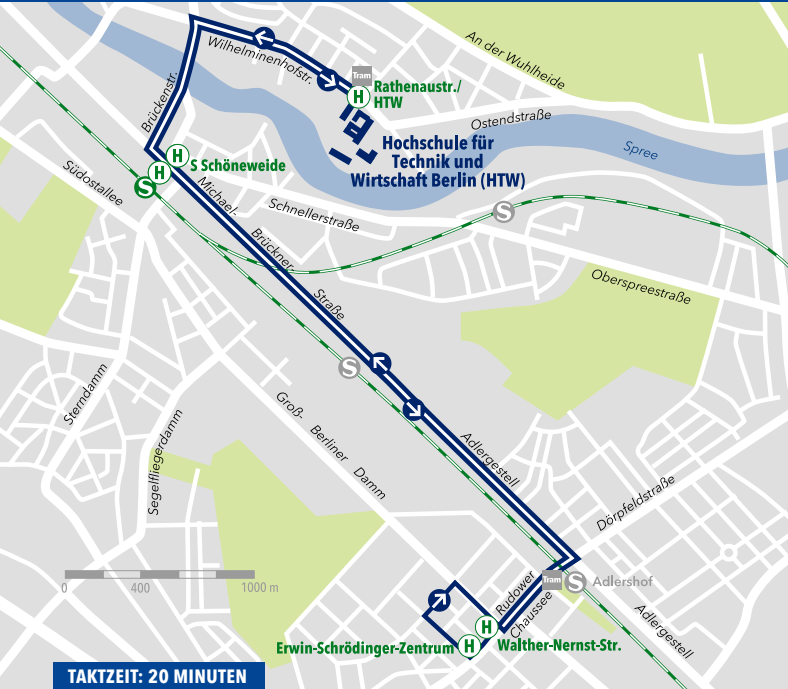 An der Wuhlheide
Wilhelminenhofstr.
Tram
H
Rathenaustr./
HTW
Brückenstr.
Ostendstraße
Hochschule für
Technik und
Wirtschaft Berlin (HTW)
Spree
H
H
S Schöneweide
S
Südostallee
Michael-
Brückner
Straße
Schnellerstraße
S
Oberspreestraße
S
Sterndamm
Segelfliegerdamm
Groß-
Berliner
Damm
Adlergestell
Dörpfeldstraße
0
400
1000 m
Tram
S
Adlershof
Rudower
Chaussee
Adlergestell
H
Walther-Nernst-Str.
Erwin-Schrödinger-Zentrum
H
TAKTZEIT: 20 MINUTEN